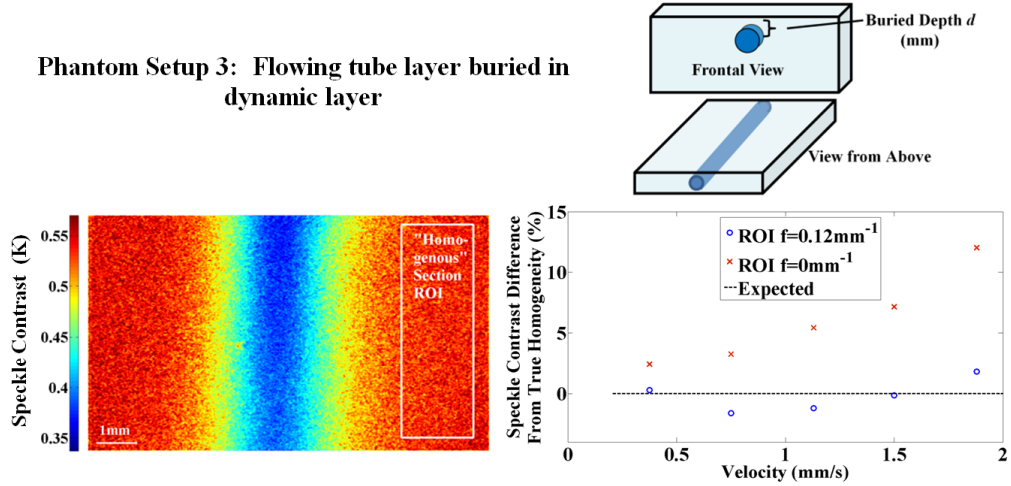 Phantom Setup 3: Flowing tube layer buried in
dynamic layer
Buried Depth d
(mm)
Frontal View
View from Above
Speckle Contrast (K)
0.55
0.5
0.45
0.4
0.35
"Homo-
genous"
Section
ROI
1mm
Speckle Contrast Difference
From True Homogeneity (%)
15
10
5
0
ROI f=0.12mm⁻¹
ROI f=0mm⁻¹
Expected
0
0.5
1
1.5
2
Velocity (mm/s)